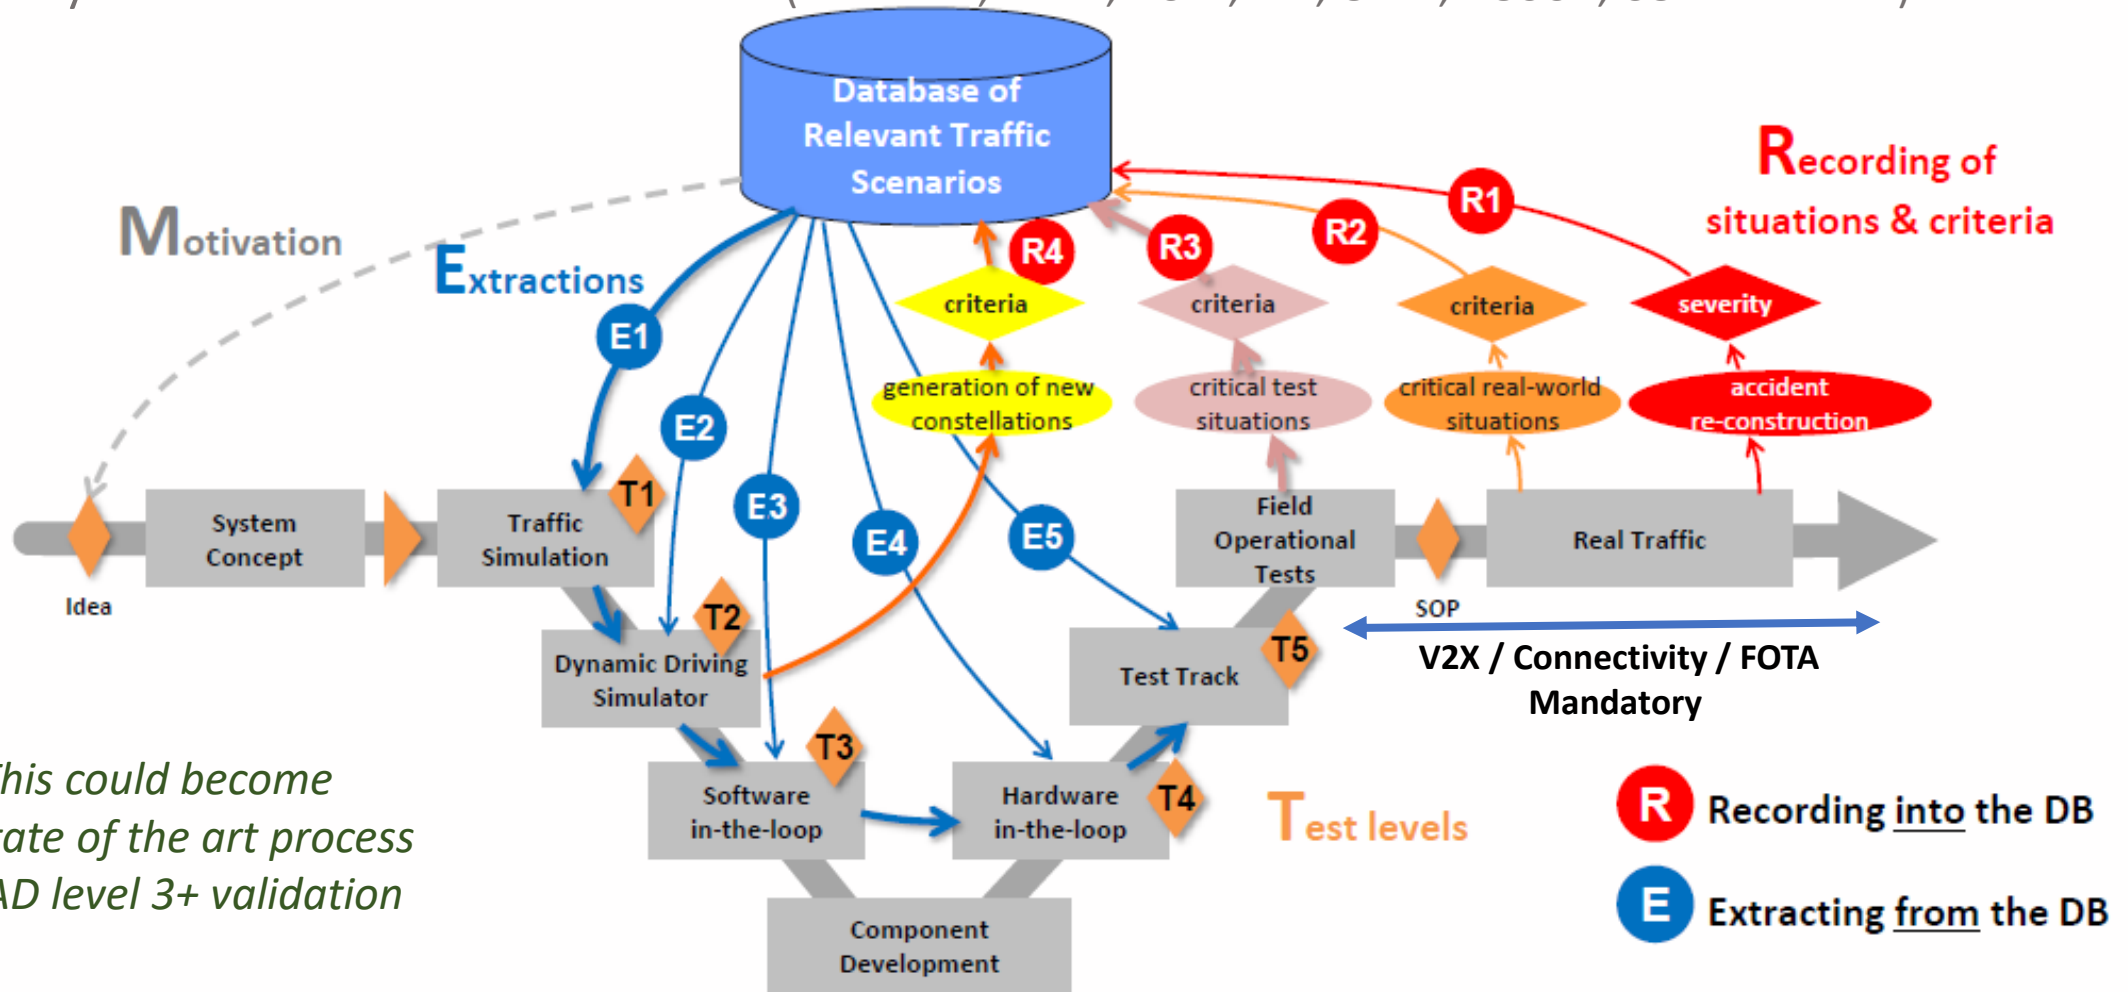 Database of
Relevant Traffic
Scenarios
Recording of
situations & criteria
Motivation
Extractions
R1
R2
R3
R4
criteria
criteria
criteria
severity
E1
generation of new
constellations
critical test
situations
critical real-world
situations
accident
re-construction
E2
E3
E4
E5
T1
System
Concept
Traffic
Simulation
Field
Operational
Tests
Real Traffic
Idea
SOP
T2
Dynamic Driving
Simulator
Test Track
T5
V2X / Connectivity / FOTA
Mandatory
T3
Software
in-the-loop
Hardware
in-the-loop
T4
Test levels
This could become
ate of the art process
AD level 3+ validation
R Recording into the DB
E Extracting from the DB
Component
Development